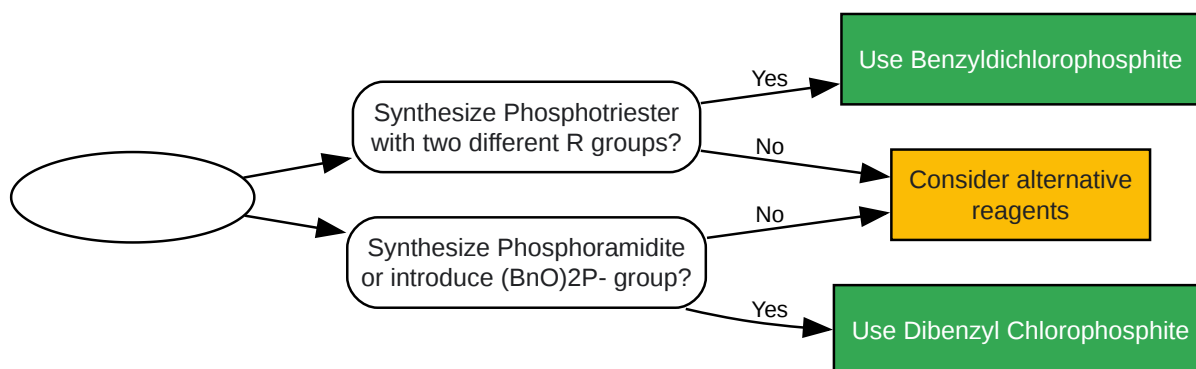 Use Benzyldichlorophosphite
Yes
Synthesize Phosphotriester
with two different R groups?
No
Consider alternative
reagents
No
Synthesize Phosphoramidite
or introduce (BnO)2P- group?
Yes
Use Dibenzyl Chlorophosphite